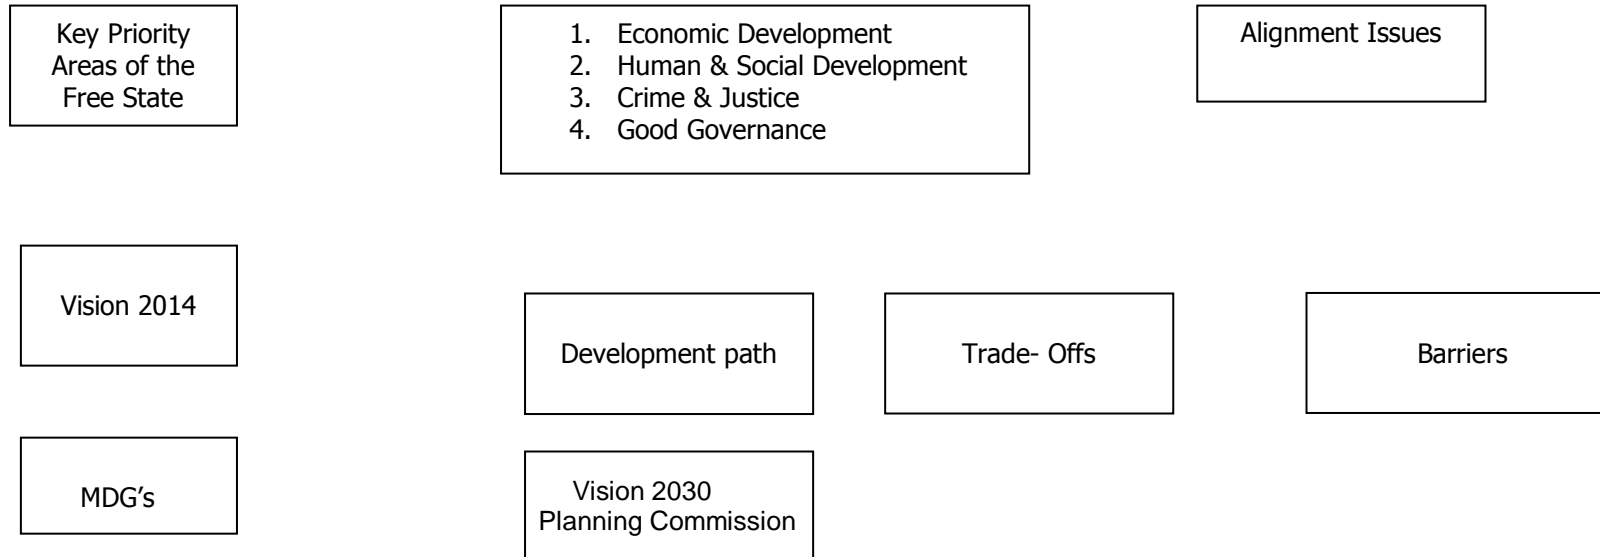 Key Priority
Areas of the
Free State
1. Economic Development
2. Human & Social Development
3. Crime & Justice
4. Good Governance
Alignment Issues
Vision 2014
Development path
Trade- Offs
Barriers
MDG's
Vision 2030
Planning Commission